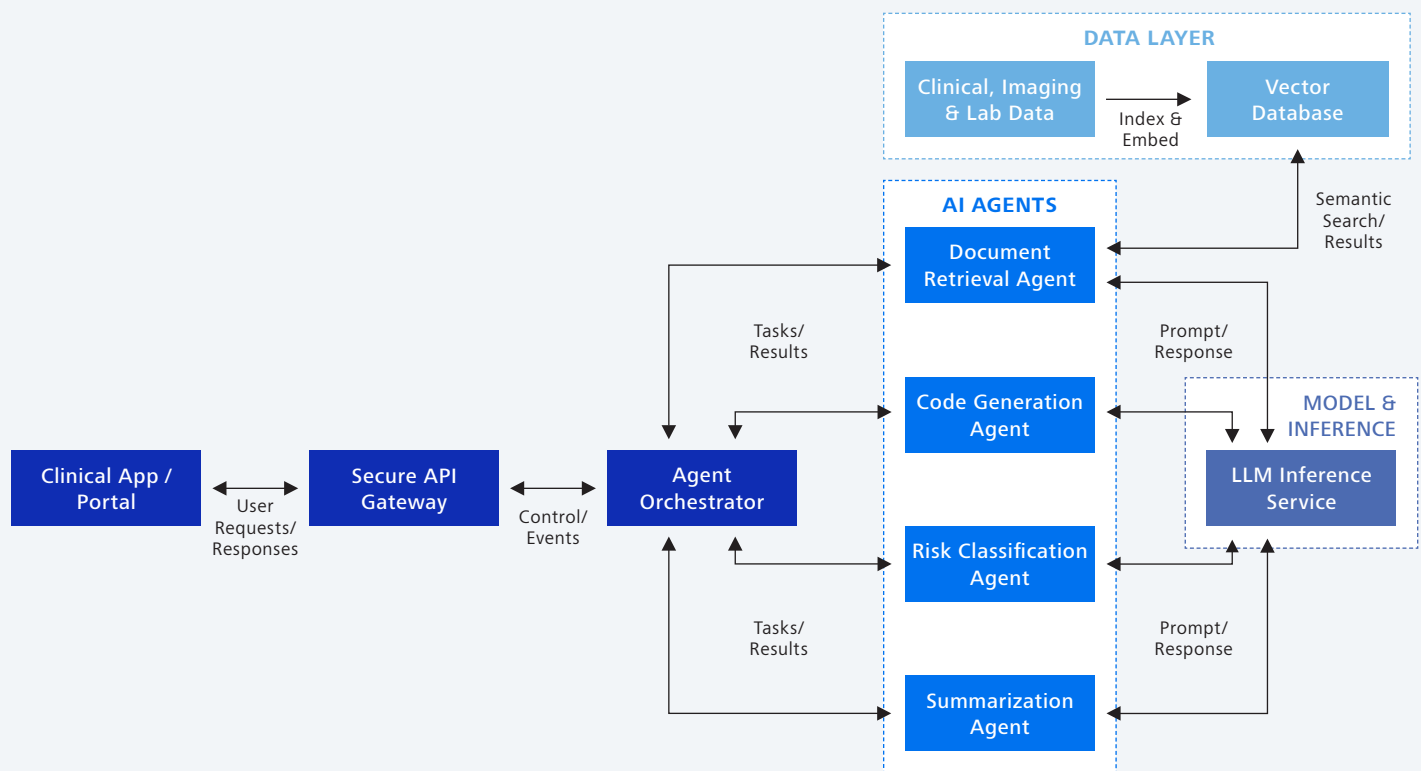 DATA LAYER
Clinical, Imaging
& Lab Data
Index &
Embed
Vector
Database
Semantic
Search/
Results
AI AGENTS
Document
Retrieval Agent
Tasks/
Results
Prompt/
Response
Code Generation
Agent
MODEL &
INFERENCE
Clinical App /
Portal
User
Requests/
Responses
Secure API
Gateway
Control/
Events
Agent
Orchestrator
LLM Inference
Service
Risk Classification
Agent
Tasks/
Results
Prompt/
Response
Summarization
Agent